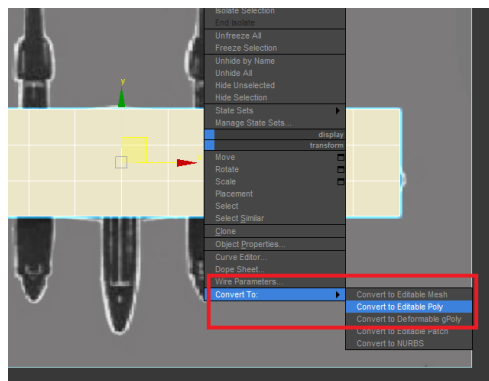 Isolate Selection
End Isolate
Unfreeze All
Freeze Selection
Unhide by Name
Unhide All
Hide Unselected
Hide Selection
State Sets
Manage State Sets...
display
transform
Move
Rotate
Scale
Placement
Select
Select Similar
Clone
Object Properties...
Curve Editor...
Dope Sheet...
Wire Parameters...
Convert To:
Convert to Editable Mesh
Convert to Editable Poly
Convert to Deformable gPoly
Convert to Editable Patch
Convert to NURBS
y